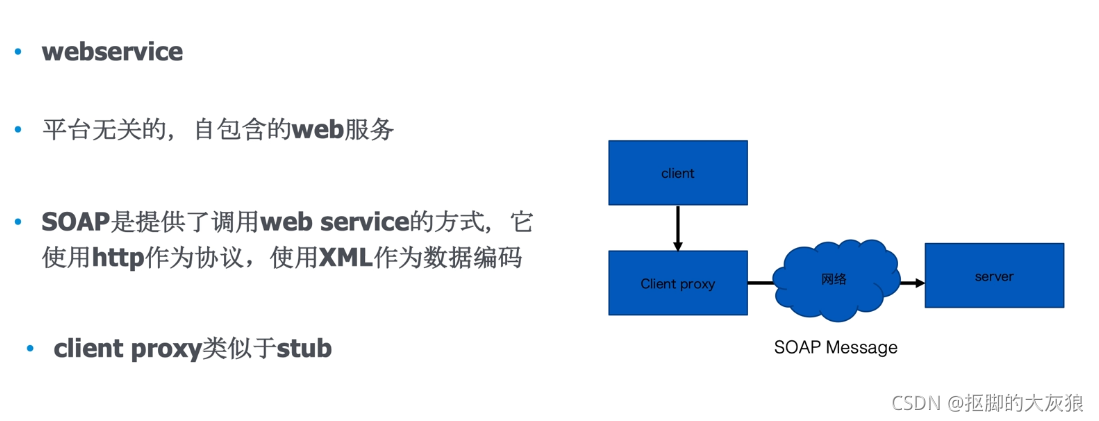 webservice
平台无关的，自包含的web服务
SOAP是提供了调用web service的方式，它
使用http作为协议，使用XML作为数据编码
client proxy类似于stub
client
Client proxy
网络
server
SOAP Message
CSDN @抠脚的大灰狼